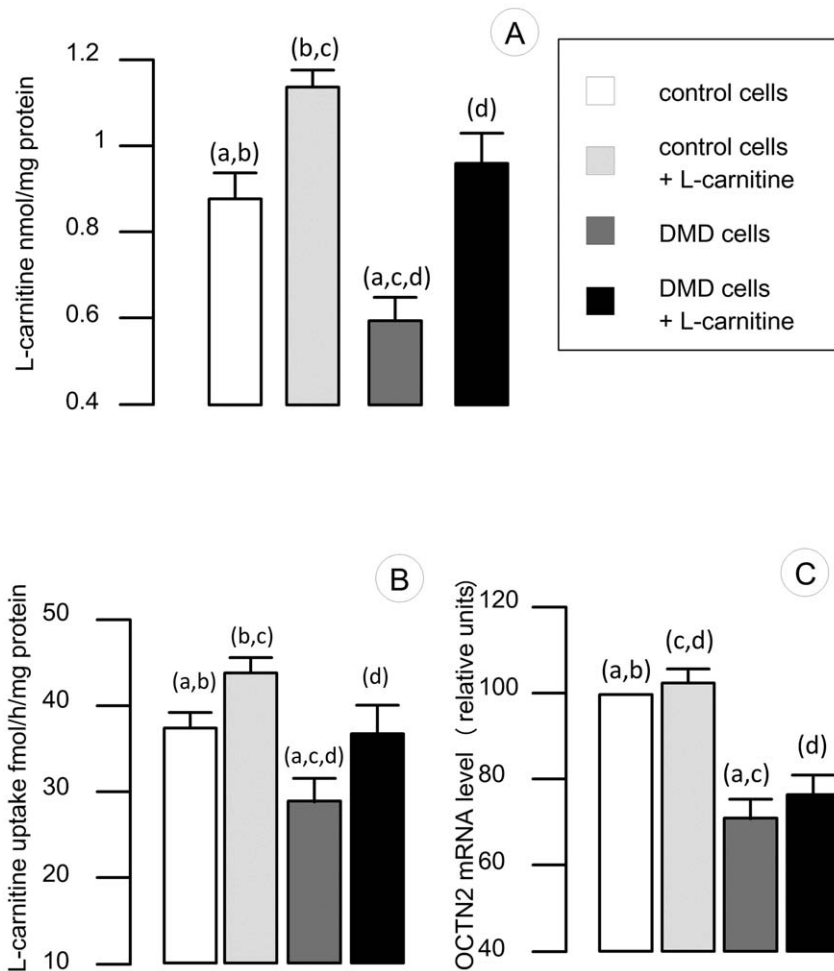 A
L-carnitine nmol/mg protein
1.2
1
0.8
0.6
0.4
(a,b)
(b,c)
(a,c,d)
(d)
control cells
control cells
+ L-carnitine
DMD cells
DMD cells
+ L-carnitine
B
L-carnitine uptake fmol/h/mg protein
50
40
30
20
10
(a,b)
(b,c)
(a,c,d)
(d)
C
OCTN2 mRNA level (relative units)
120
100
80
60
40
(a,b)
(c,d)
(a,c)
(d)